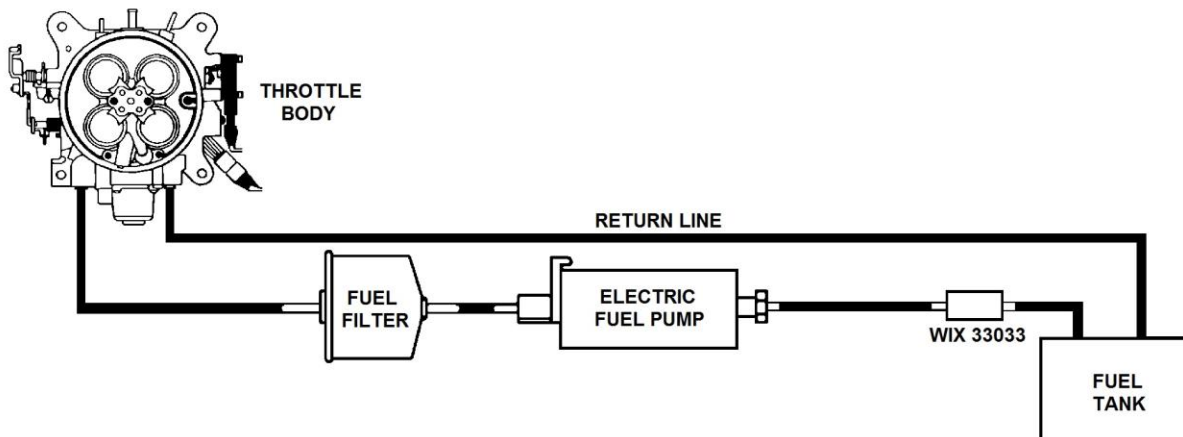 THROTTLE
BODY
RETURN LINE
FUEL
FILTER
ELECTRIC
FUEL PUMP
WIX 33033
FUEL
TANK